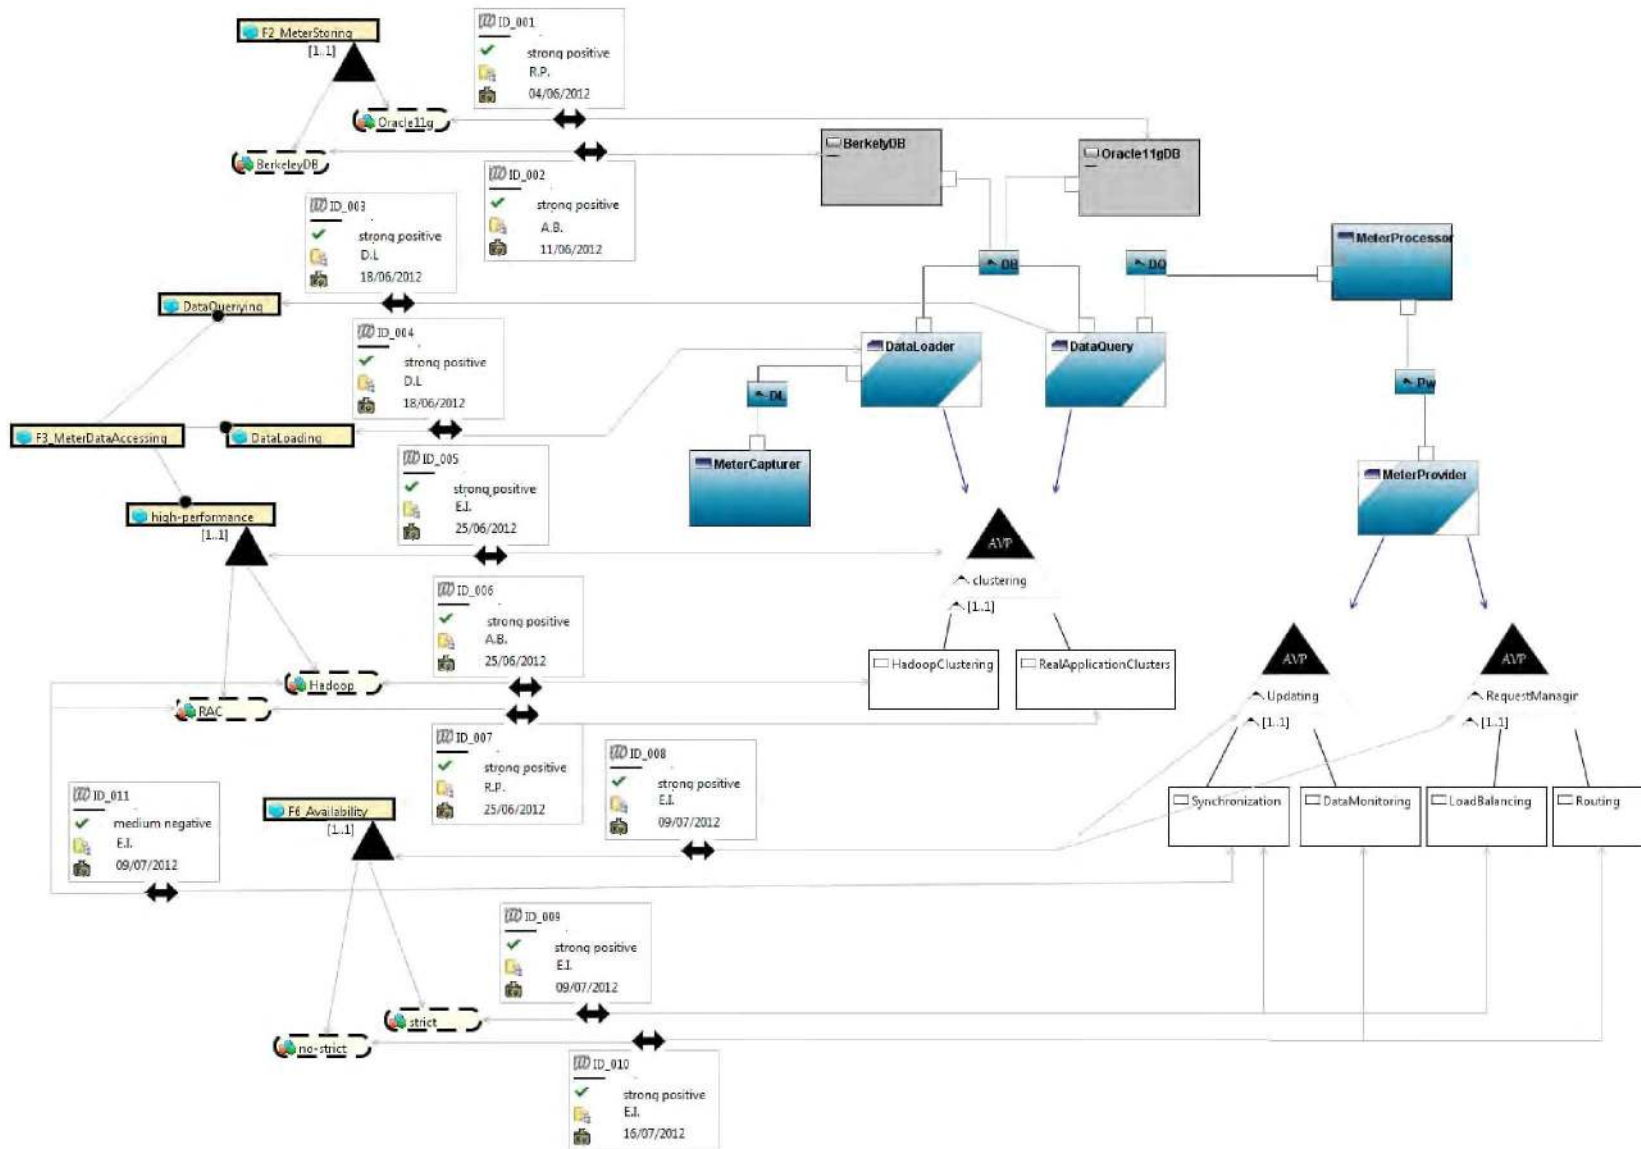 F2_MeterStoring
[1..1]
Oracle11g
BerkeleyDB
ID_001
strong positive
R.P.
04/06/2012
ID_002
strong positive
A.B.
11/06/2012
BerkelyDB
Oracle11gDB
ID_003
strong positive
D.L
18/06/2012
DataQueriying
ID_004
strong positive
D.L
18/06/2012
F3_MeterDataAccessing
DataLoading
DB
DQ
MeterProcessor
DataLoader
DataQuery
DL
Pw
MeterCapturer
MeterProvider
ID_005
strong positive
E.I.
25/06/2012
high-performance
[1..1]
AVP
clustering
[1..1]
ID_006
strong positive
A.B.
25/06/2012
HadoopClustering
RealApplicationClusters
Hadoop
RAC
AVP
Updating
[1..1]
AVP
RequestManagir
[1..1]
ID_007
strong positive
R.P.
25/06/2012
ID_008
strong positive
E.I.
09/07/2012
Synchronization
DataMonitoring
LoadBalancing
Routing
ID_011
medium negative
E.I.
09/07/2012
F6_Availability
[1..1]
ID_009
strong positive
E.I.
09/07/2012
strict
no-strict
ID_010
strong positive
E.I.
16/07/2012